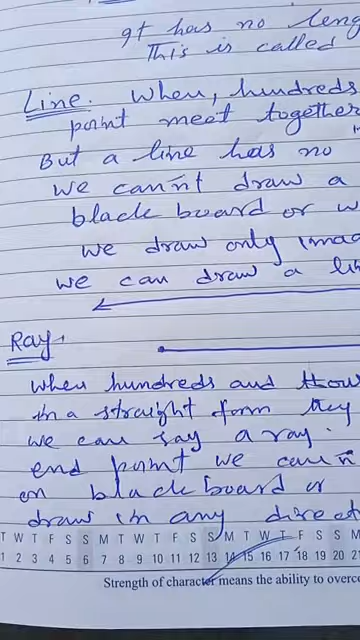 It has no leng
This is called
Line. When, hundreds
point meet together
But a line has no
we can'nt draw a
black board or w
we draw only imag
we can draw a lin
Ray.
When hundreds and thou
in a straight form they
we can say a ray.
end point we can'n
on black board or
draw in any direct
T W T F S S M T W T F S S M T W T F S S M
1 2 3 4 5 6 7 8 9 10 11 12 13 14 15 16 17 18 19 20 21
Strength of character means the ability to overco